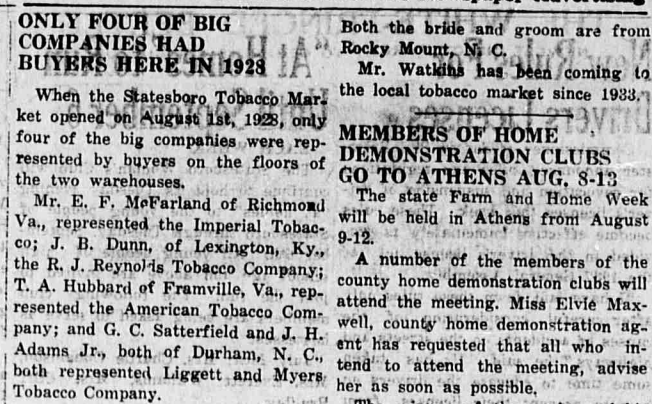 ONLY FOUR OF BIG
COMPANIES HAD
BUYERS HERE IN 1928
When the Statesboro Tobacco Mar-
ket opened on August 1st, 1928, only
four of the big companies were rep-
resented by buyers on the floors of
the two warehouses.
Mr. E. F. McFarland of Richmond
Va., represented the Imperial Tobac-
co; J. B. Dunn, of Lexington, Ky.,
the R. J. Reynolds Tobacco Company;
T. A. Hubbard of Framville, Va., rep-
resented the American Tobacco Com-
pany; and G. C. Satterfield and J. H.
Adams Jr., both of Durham, N. C.,
both represented Liggett and Myers
Tobacco Company.
Both the bride and groom are from
Rocky Mount, N. C.
Mr. Watkins has been coming to
the local tobacco market since 1933.
MEMBERS OF HOME
DEMONSTRATION CLUBS
GO TO ATHENS AUG. 8-13
The state Farm and Home Week
will be held in Athens from August
9-12.
A number of the members of the
county home demonstration clubs will
attend the meeting. Miss Elvie Max-
well, county home demonstration ag-
ent has requested that all who in-
tend to attend the meeting, advise
her as soon as possible.